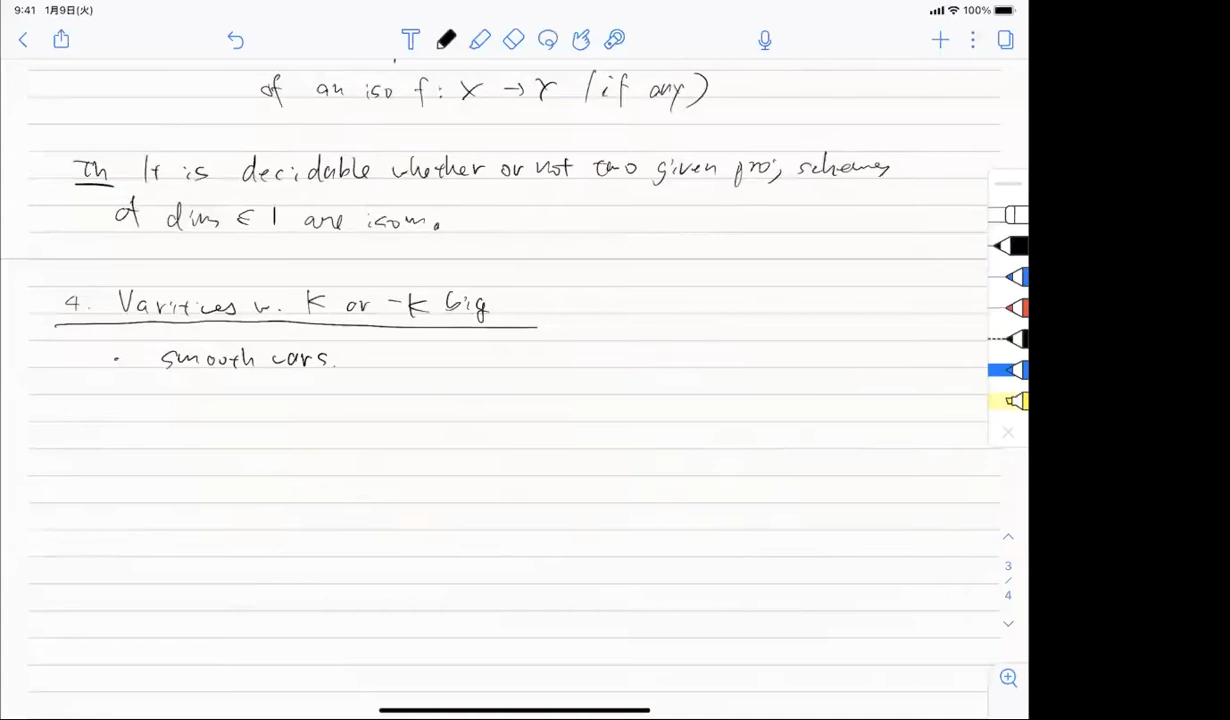 9:41 1月9日(火) 100%
of an iso f: X → Y (if any)
Th It is decidable whether or not two given proj schemes
of dim ≤ 1 are isom.
4. Varities w. K or -K big
· smooth vars.
3
/
4